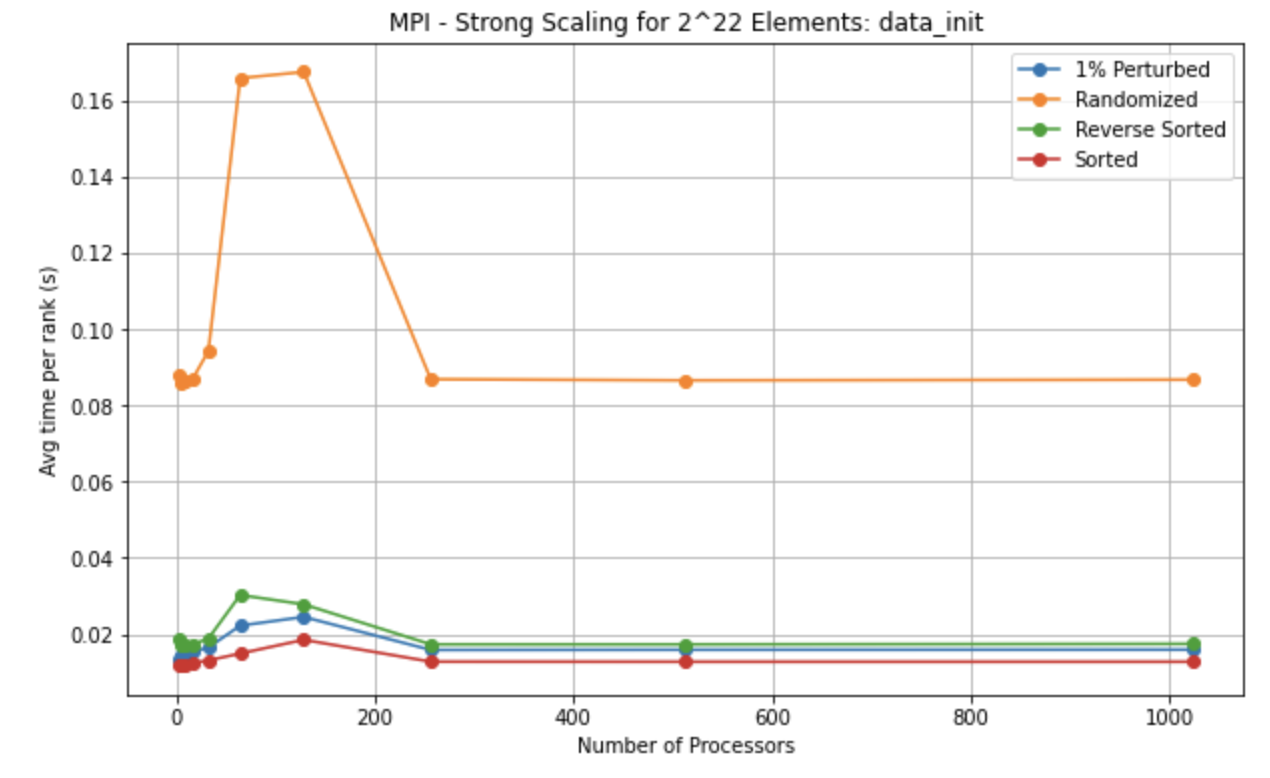 MPI - Strong Scaling for 2^22 Elements: data_init
1% Perturbed
Randomized
Reverse Sorted
Sorted
Avg time per rank (s)
0.16
0.14
0.12
0.10
0.08
0.06
0.04
0.02
0 200 400 600 800 1000
Number of Processors